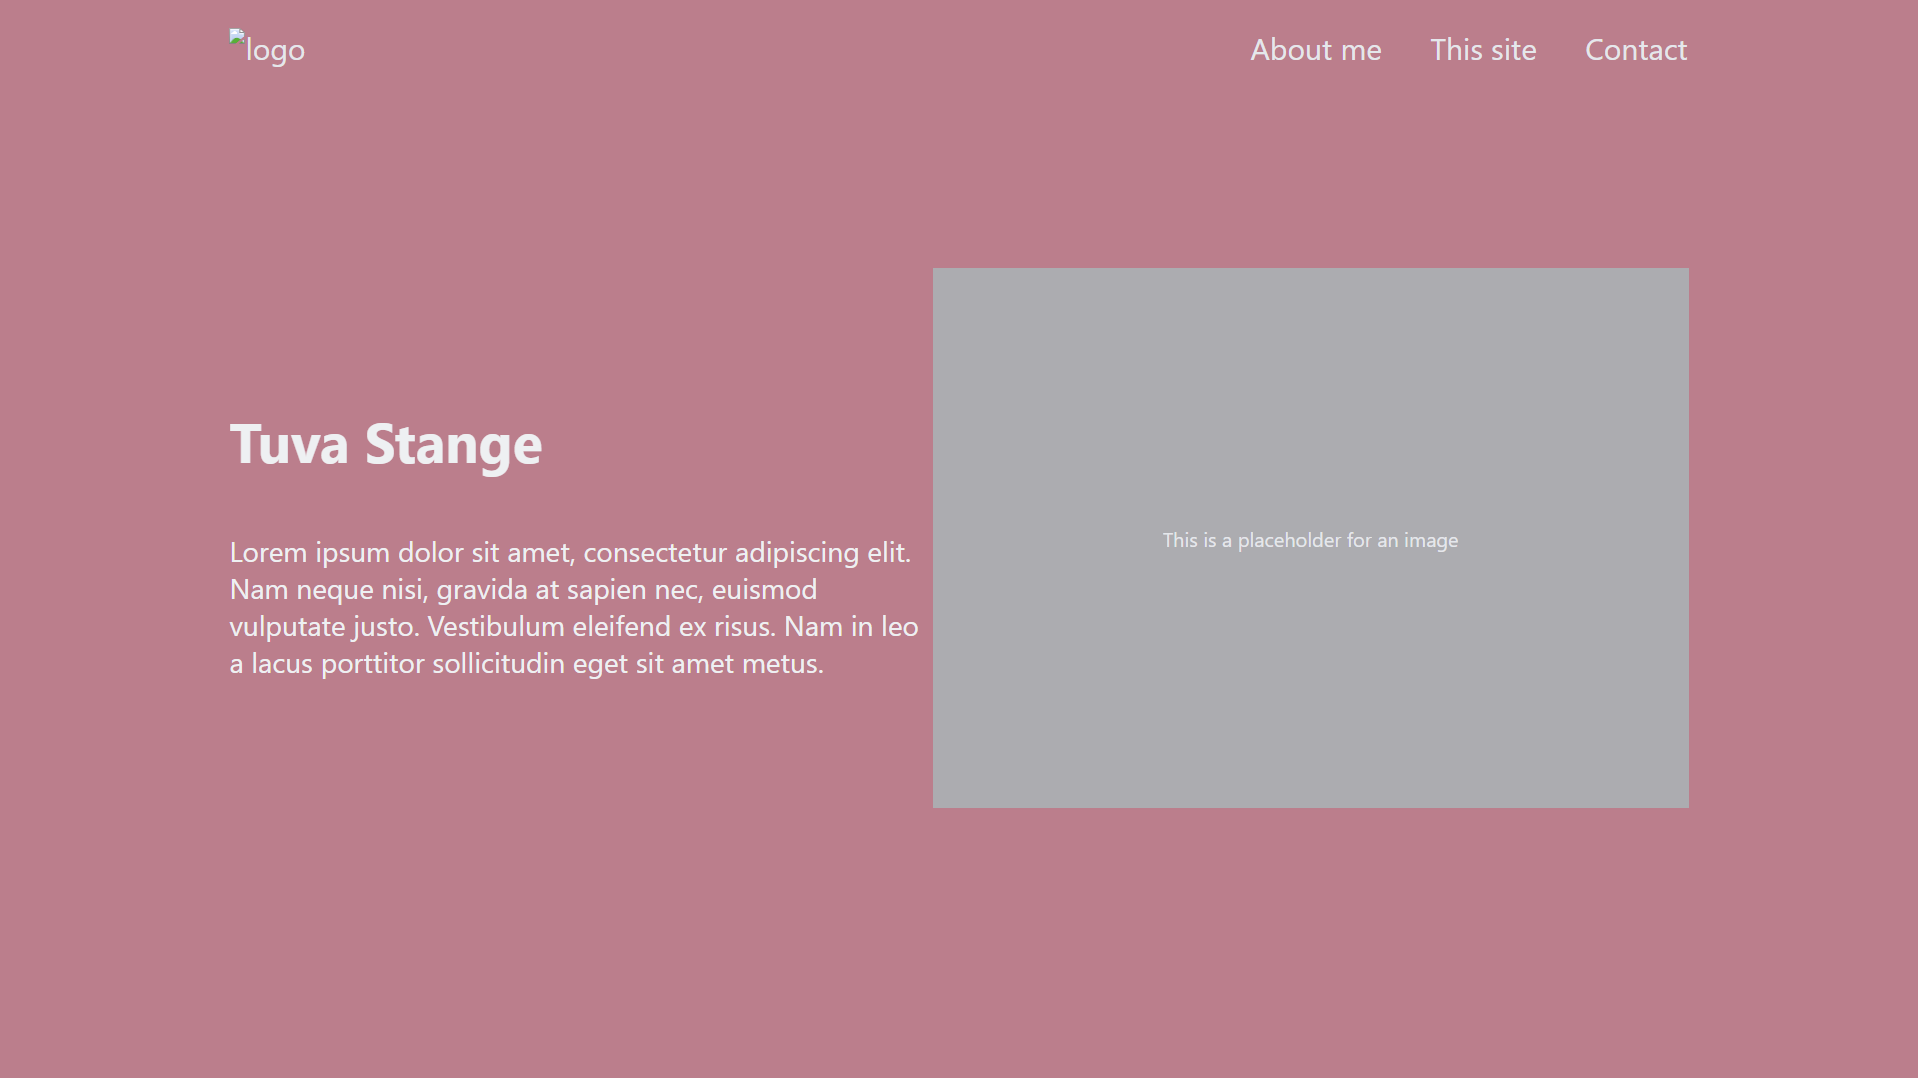 logo
About me
This site
Contact
Tuva Stange
Lorem ipsum dolor sit amet, consectetur adipiscing elit.
Nam neque nisi, gravida at sapien nec, euismod
vulputate justo. Vestibulum eleifend ex risus. Nam in leo
a lacus porttitor sollicitudin eget sit amet metus.
This is a placeholder for an image